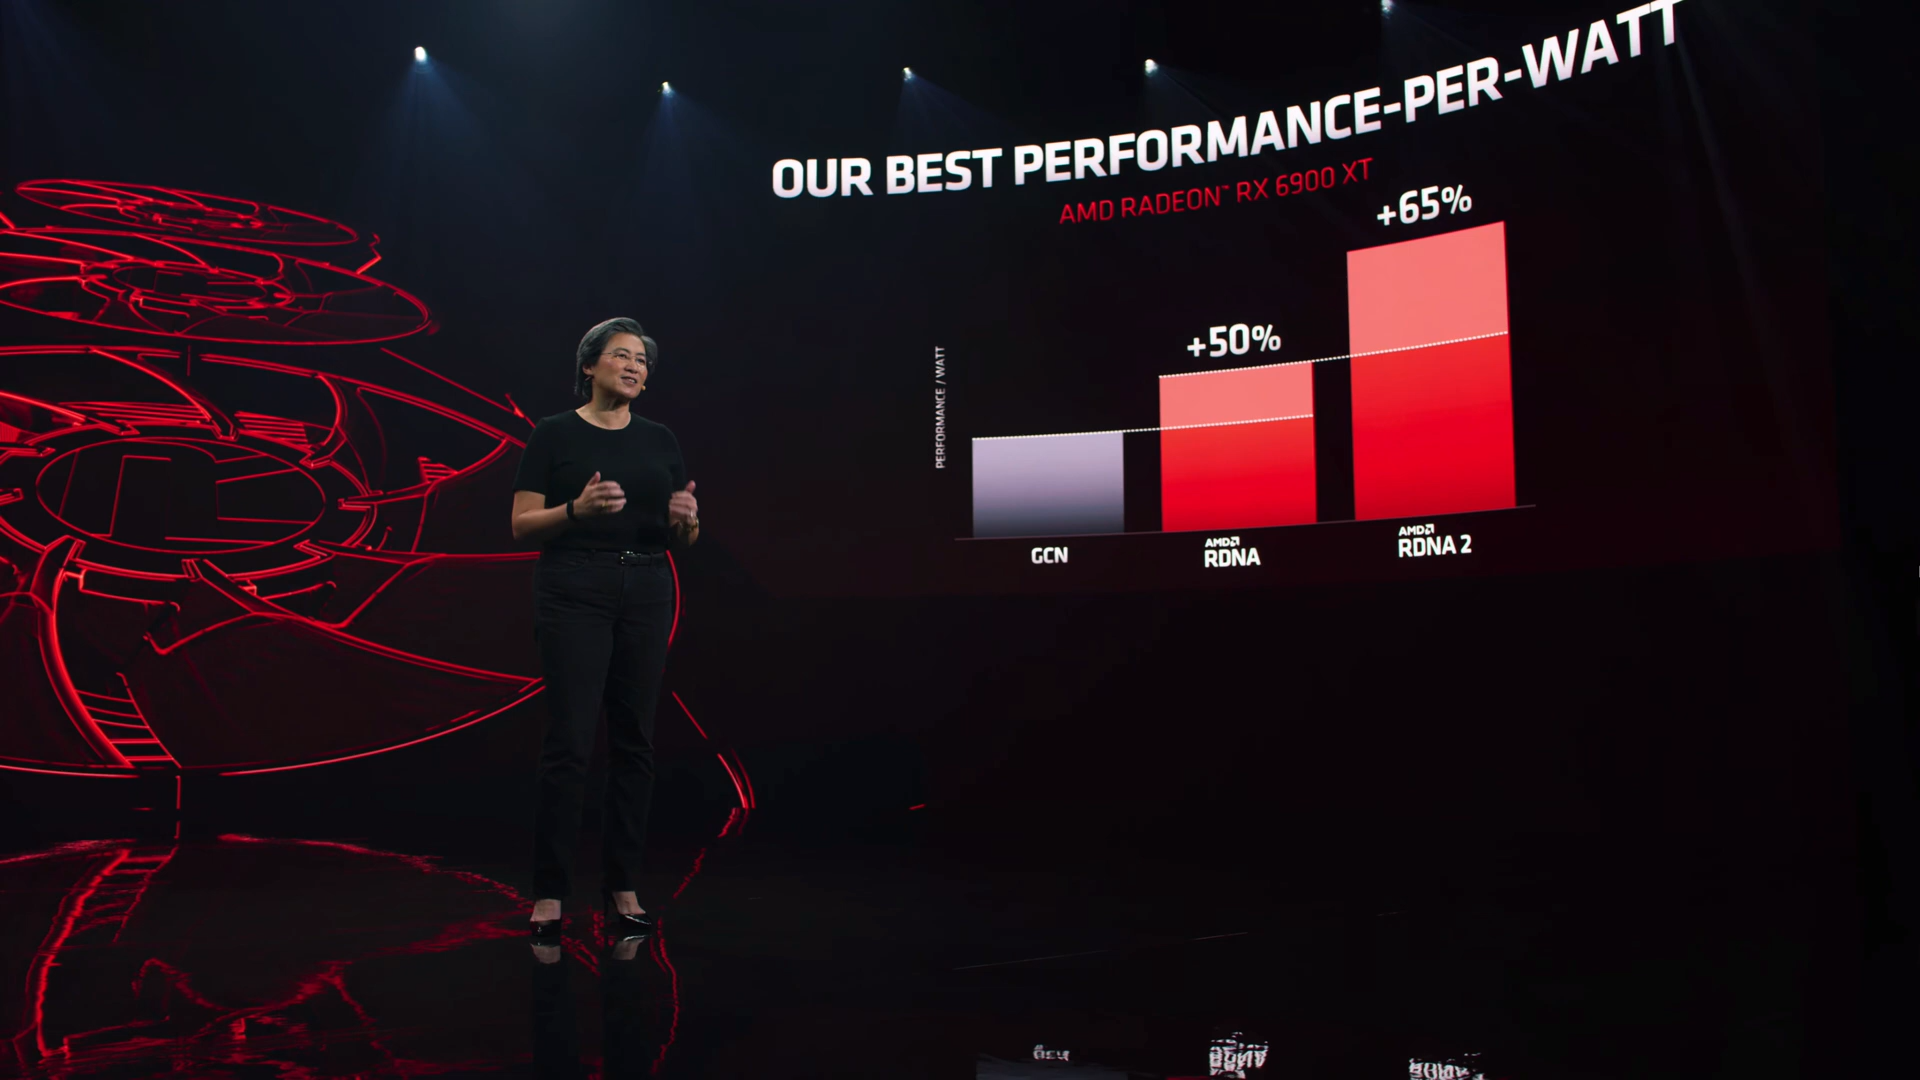 OUR BEST PERFORMANCE-PER-WATT
AMD RADEON™ RX 6900 XT
+65%
+50%
PERFORMANCE / WATT
GCN
AMD
RDNA
AMD
RDNA 2